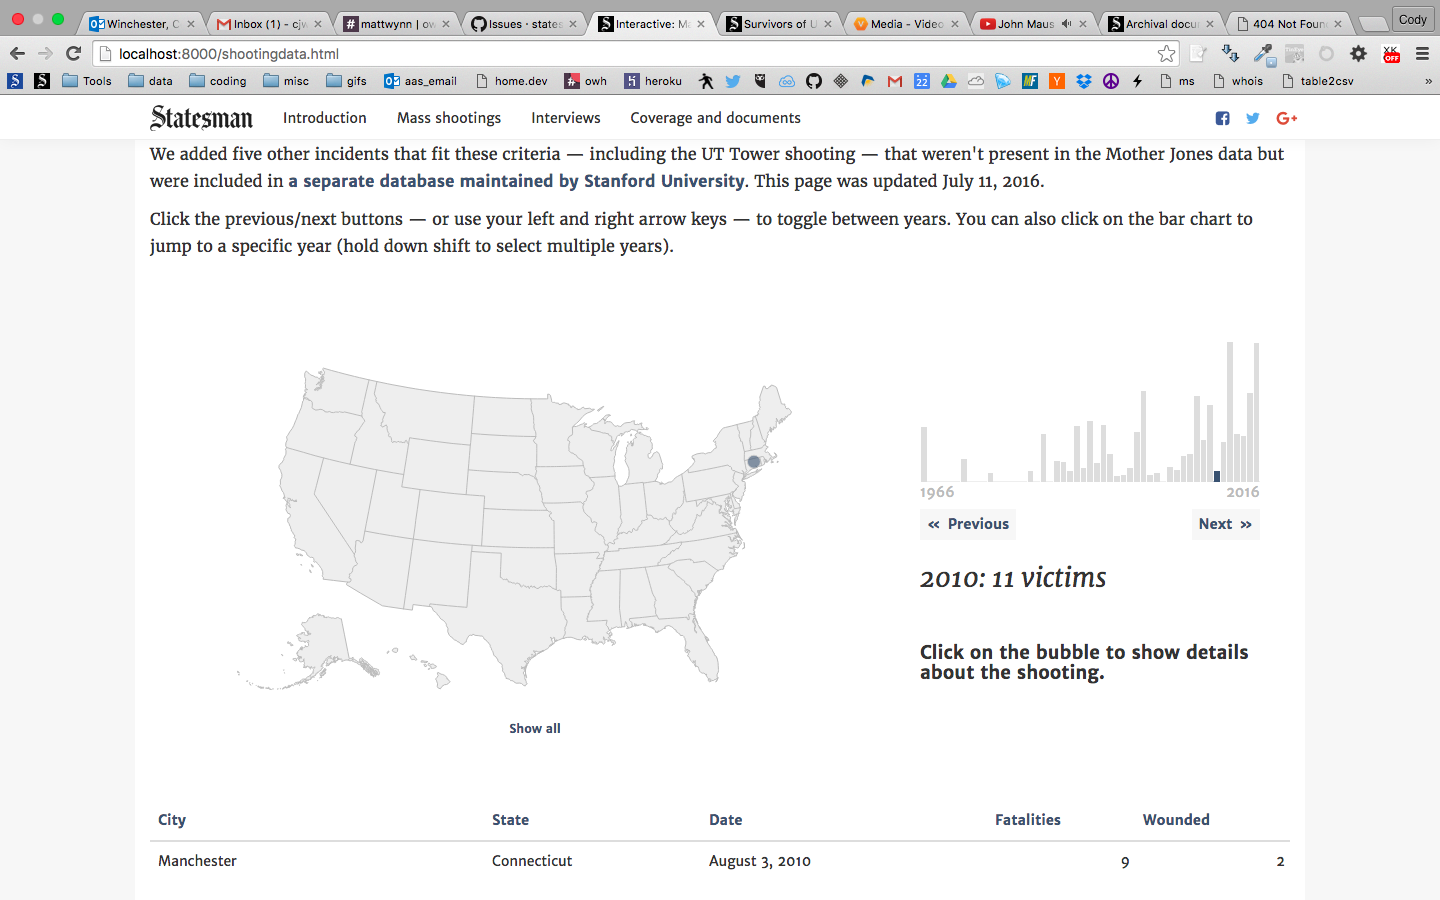 Winchester, C
Inbox (1) - cjw
mattwynn | ow
Issues · states
Interactive: Ma
Survivors of U
Media - Video
John Maus
Archival docu
404 Not Foun
Cody
localhost:8000/shootingdata.html
Tools
data
coding
misc
gifs
aas_email
home.dev
owh
heroku
22
ms
whois
table2csv
»
Statesman
Introduction
Mass shootings
Interviews
Coverage and documents
We added five other incidents that fit these criteria — including the UT Tower shooting — that weren't present in the Mother Jones data but
were included in a separate database maintained by Stanford University. This page was updated July 11, 2016.
Click the previous/next buttons — or use your left and right arrow keys — to toggle between years. You can also click on the bar chart to
jump to a specific year (hold down shift to select multiple years).
1966
2016
« Previous
Next »
2010: 11 victims
Click on the bubble to show details
about the shooting.
Show all
City State Date Fatalities Wounded
Manchester Connecticut August 3, 2010 9 2